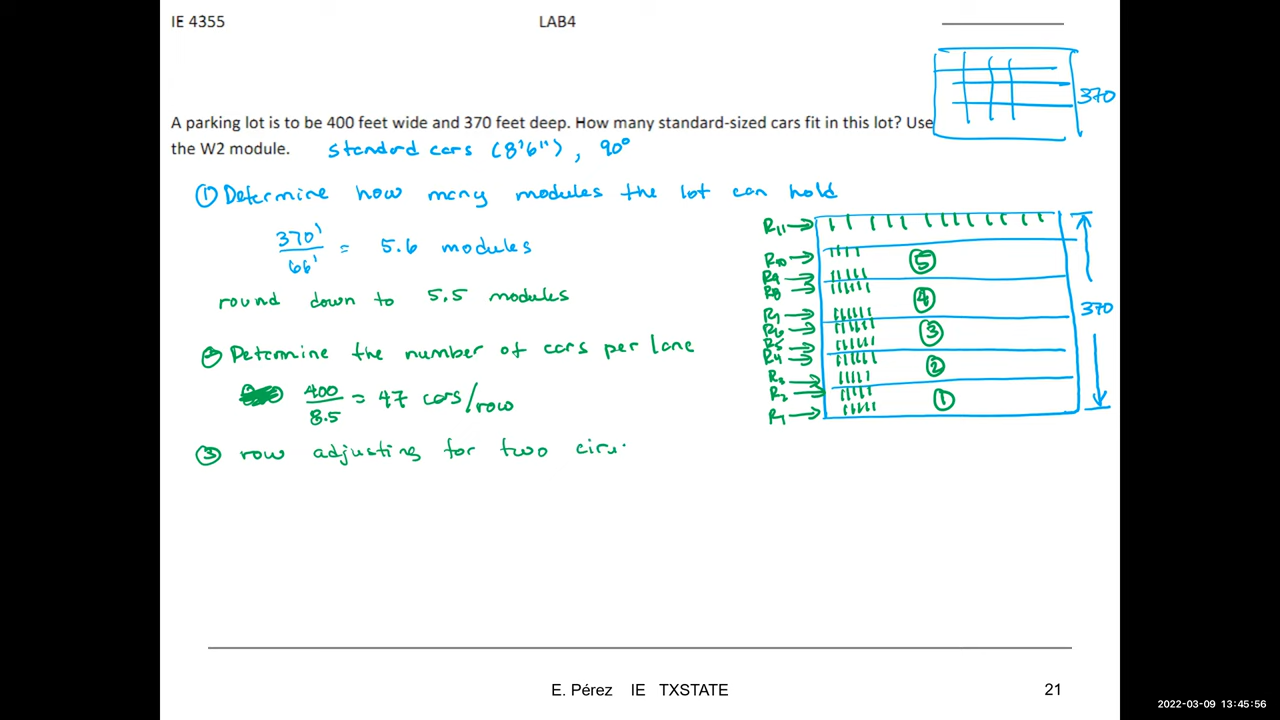 IE 4355 LAB4
370
A parking lot is to be 400 feet wide and 370 feet deep. How many standard-sized cars fit in this lot? Use
the W2 module. standard cars (8'6"), 90°
① Determine how many modules the lot can hold
370' / 66' = 5.6 modules
round down to 5.5 modules
② Determine the number of cars per lane
400 / 8.5 = 47 cars/row
③ row adjusting for two circ
R11
R10
R9
R8
R7
R6
R5
R4
R3
R2
R1
⑤
④
③
②
①
370
E. Pérez IE TXSTATE 21
2022-03-09 13:45:56